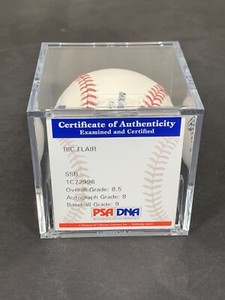 Certificate of Authenticity
Examined and Certified
RIC FLAIR
SSB
1C72996
Overall Grade: 8.5
Autograph Grade: 8
Baseball Grade: 9
PSA DNA